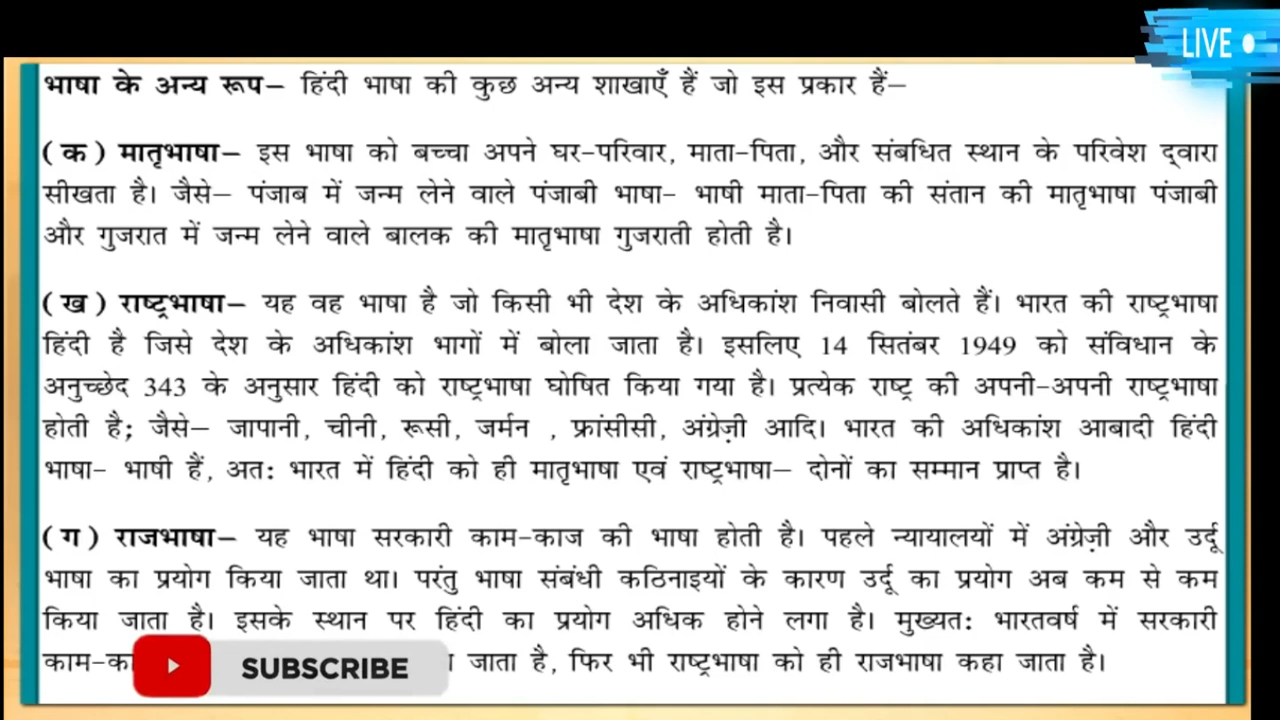 LIVE
भाषा के अन्य रूप– हिंदी भाषा की कुछ अन्य शाखाएँ हैं जो इस प्रकार हैं–
(क) मातृभाषा– इस भाषा को बच्चा अपने घर-परिवार, माता-पिता, और संबधित स्थान के परिवेश द्वारा
सीखता है। जैसे– पंजाब में जन्म लेने वाले पंजाबी भाषा- भाषी माता-पिता की संतान की मातृभाषा पंजाबी
और गुजरात में जन्म लेने वाले बालक की मातृभाषा गुजराती होती है।
(ख) राष्ट्रभाषा– यह वह भाषा है जो किसी भी देश के अधिकांश निवासी बोलते हैं। भारत की राष्ट्रभाषा
हिंदी है जिसे देश के अधिकांश भागों में बोला जाता है। इसलिए 14 सितंबर 1949 को संविधान के
अनुच्छेद 343 के अनुसार हिंदी को राष्ट्रभाषा घोषित किया गया है। प्रत्येक राष्ट्र की अपनी-अपनी राष्ट्रभाषा
होती है; जैसे– जापानी, चीनी, रूसी, जर्मन , फ्रांसीसी, अंग्रेज़ी आदि। भारत की अधिकांश आबादी हिंदी
भाषा- भाषी हैं, अतः भारत में हिंदी को ही मातृभाषा एवं राष्ट्रभाषा– दोनों का सम्मान प्राप्त है।
(ग) राजभाषा– यह भाषा सरकारी काम-काज की भाषा होती है। पहले न्यायालयों में अंग्रेज़ी और उर्दू
भाषा का प्रयोग किया जाता था। परंतु भाषा संबंधी कठिनाइयों के कारण उर्दू का प्रयोग अब कम से कम
किया जाता है। इसके स्थान पर हिंदी का प्रयोग अधिक होने लगा है। मुख्यतः भारतवर्ष में सरकारी
काम- SUBSCRIBE जाता है, फिर भी राष्ट्रभाषा को ही राजभाषा कहा जाता है।